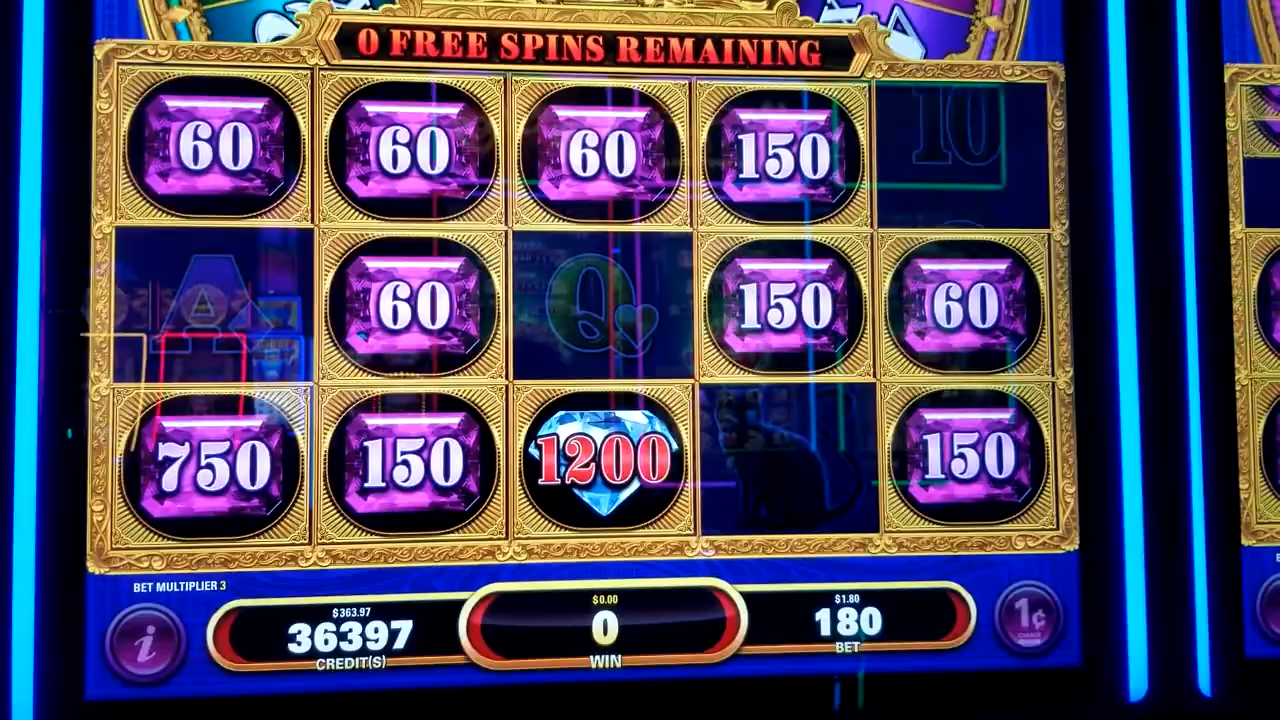 0 FREE SPINS REMAINING
60 60 60 150 10
A 60 Q 150 60
750 150 1200 150
BET MULTIPLIER 3
$363.97 $0.00 $1.80
36397 0 180
CREDIT(S) WIN BET
i 1¢